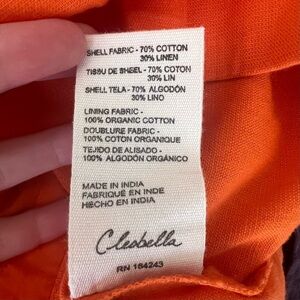 SHELL FABRIC - 70% COTTON
30% LINEN
TISSU DE SHEEL - 70% COTON
30% LIN
SHELL TELA - 70% ALGODÓN
30% LINO
LINING FABRIC -
100% ORGANIC COTTON
DOUBLURE FABRIC -
100% COTON ORGANIQUE
TEJIDO DE ALISADO -
100% ALGODÓN ORGÁNICO
MADE IN INDIA
FABRIQUÉ EN INDE
HECHO EN INDIA
Cleobella
RN 164243